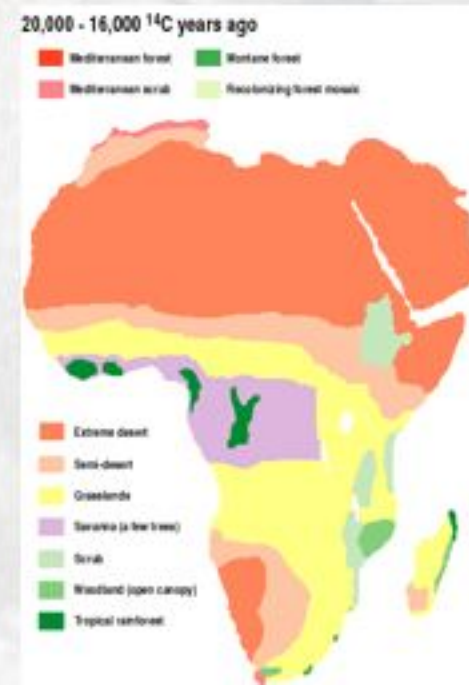 20,000 - 16,000 ¹⁴C years ago
Mediterranean forest
Montane forest
Mediterranean scrub
Recolonizing forest mosaic
Extreme desert
Semi-desert
Grasslands
Savanna (a few trees)
Scrub
Woodland (open canopy)
Tropical rainforest